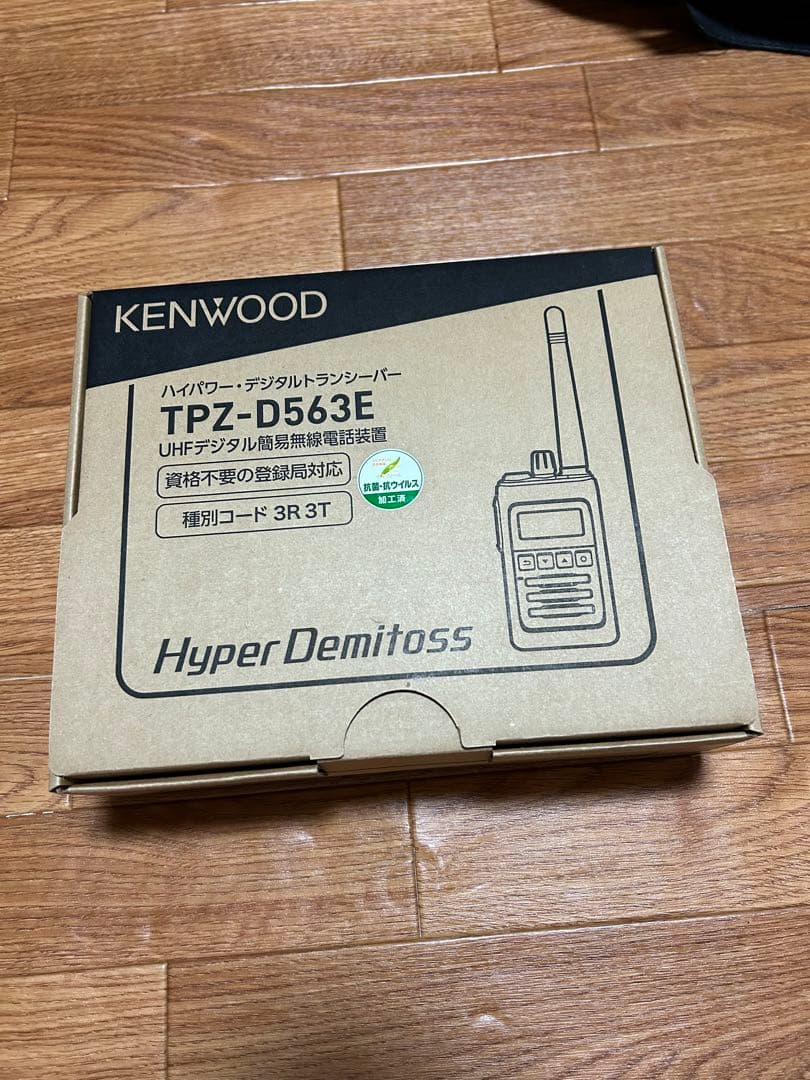 KENWOOD
ハイパワー・デジタルトランシーバー
TPZ-D563E
UHFデジタル簡易無線電話装置
資格不要の登録局対応
種別コード 3R 3T
抗菌・抗ウイルス
加工済
Hyper Demitoss